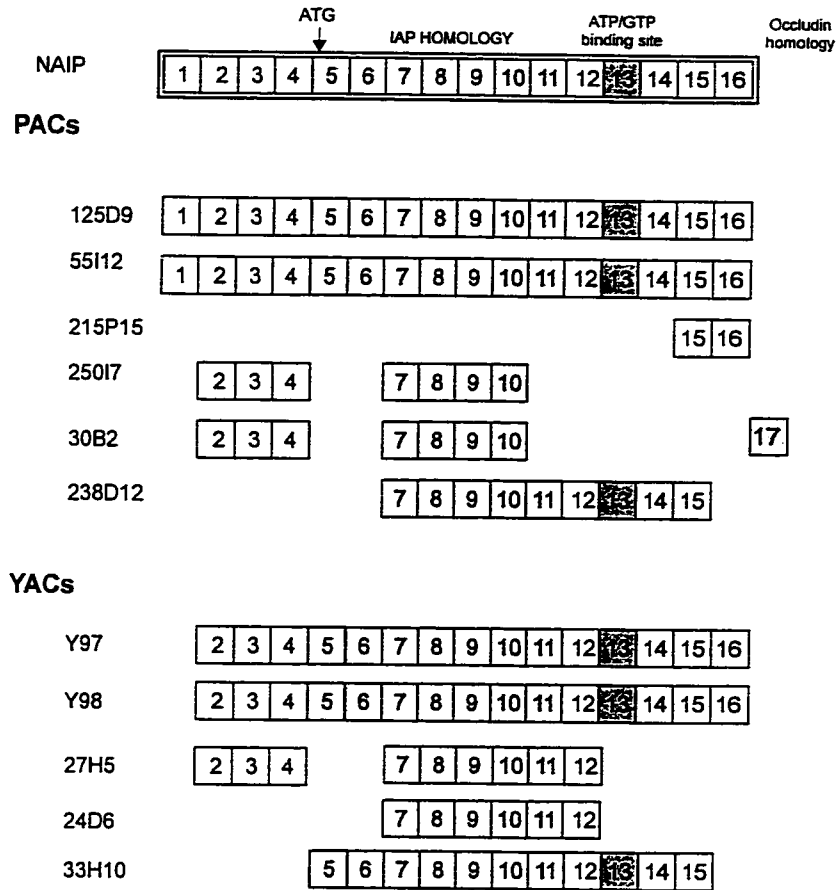 ATG
IAP HOMOLOGY
ATP/GTP
binding site
Occludin
homology
NAIP
1 2 3 4 5 6 7 8 9 10 11 12 13 14 15 16
PACs
125D9 1 2 3 4 5 6 7 8 9 10 11 12 13 14 15 16
55I12 1 2 3 4 5 6 7 8 9 10 11 12 13 14 15 16
215P15 15 16
250I7 2 3 4 7 8 9 10
30B2 2 3 4 7 8 9 10 17
238D12 7 8 9 10 11 12 13 14 15
YACs
Y97 2 3 4 5 6 7 8 9 10 11 12 13 14 15 16
Y98 2 3 4 5 6 7 8 9 10 11 12 13 14 15 16
27H5 2 3 4 7 8 9 10 11 12
24D6 7 8 9 10 11 12
33H10 5 6 7 8 9 10 11 12 13 14 15